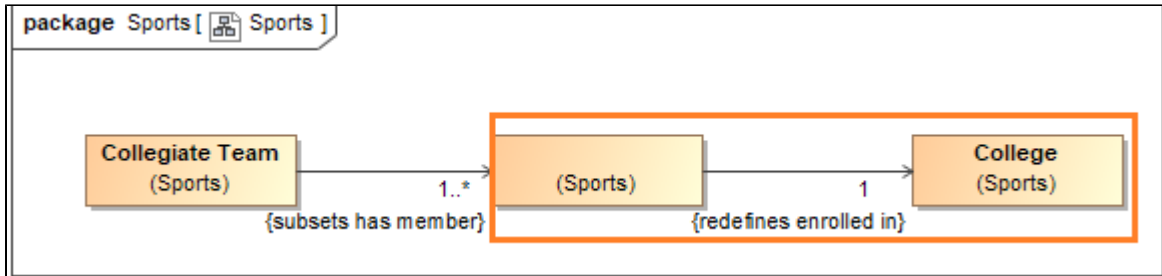 package Sports [ Sports ]
Collegiate Team
(Sports)
1..*
{subsets has member}
(Sports)
1
{redefines enrolled in}
College
(Sports)